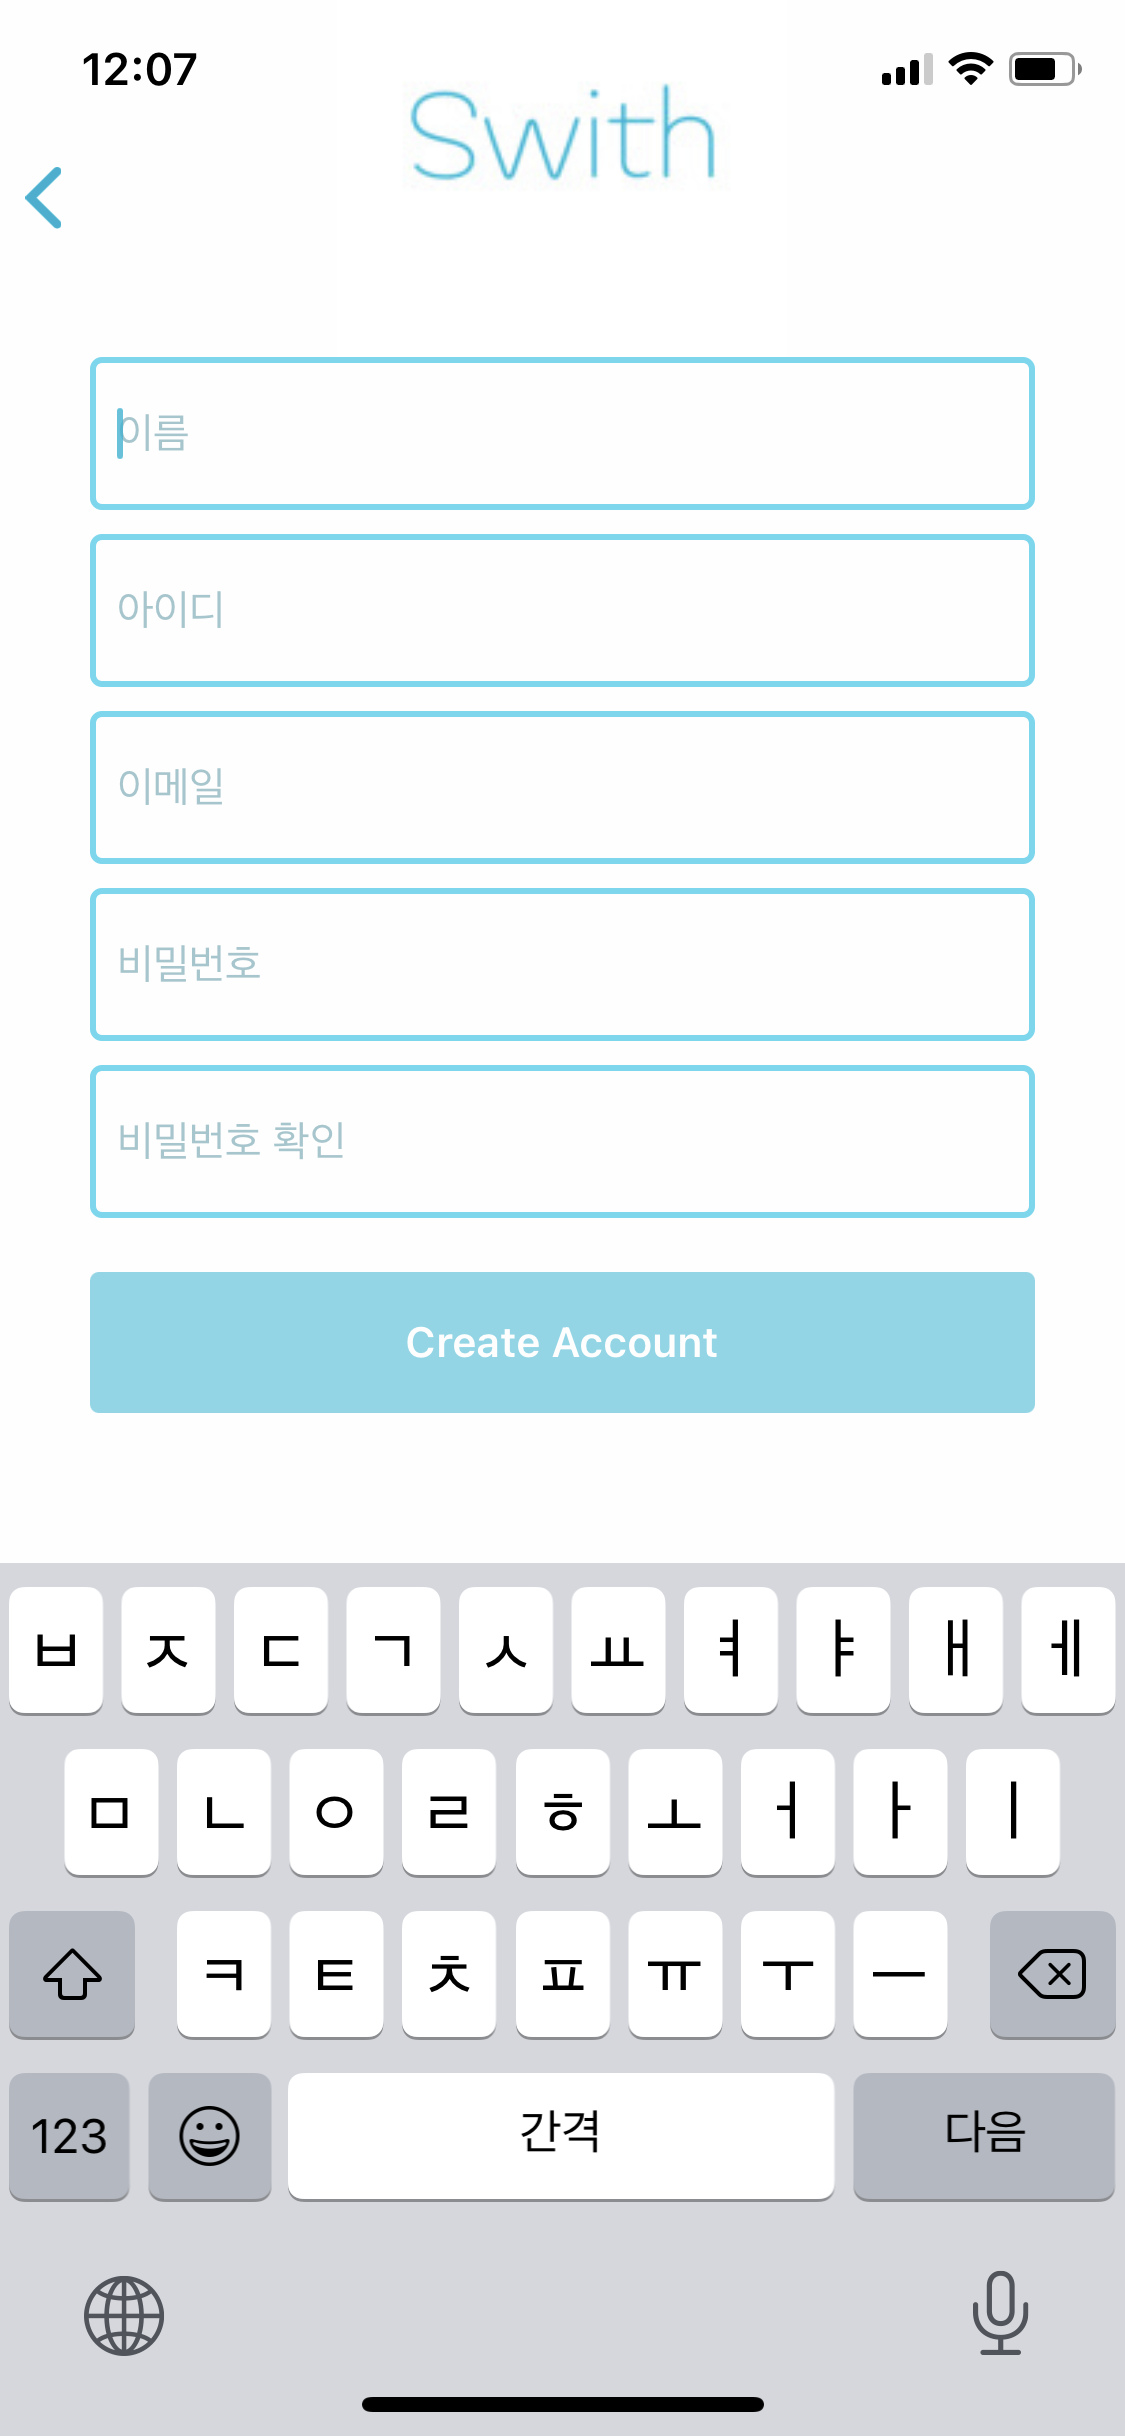 12:07
Swith
이름
아이디
이메일
비밀번호
비밀번호 확인
Create Account
ㅂ ㅈ ㄷ ㄱ ㅅ ㅛ ㅕ ㅑ ㅐ ㅔ
ㅁ ㄴ ㅇ ㄹ ㅎ ㅗ ㅓ ㅏ ㅣ
ㅋ ㅌ ㅊ ㅍ ㅠ ㅜ ㅡ
123 간격 다음